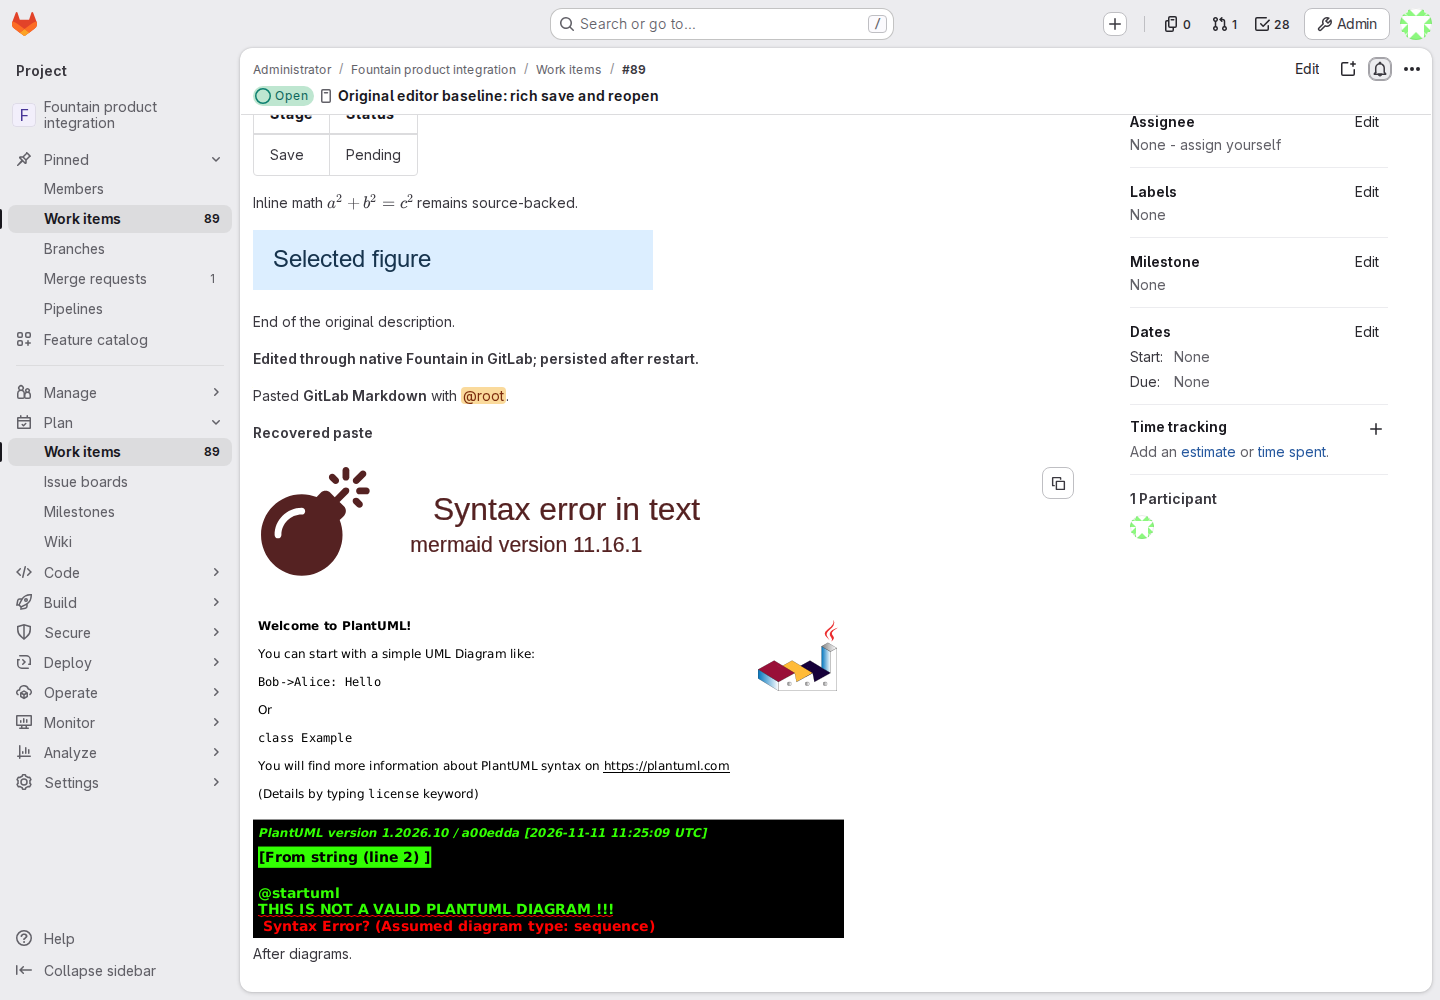 Search or go to...
/
0
1
28
Admin
Project
F
Fountain product
integration
Pinned
Members
Work items
89
Branches
Merge requests
1
Pipelines
Feature catalog
Manage
Plan
Work items
89
Issue boards
Milestones
Wiki
Code
Build
Secure
Deploy
Operate
Monitor
Analyze
Settings
Help
Collapse sidebar
Administrator / Fountain product integration / Work items / #89
Edit
Open
Original editor baseline: rich save and reopen
Stage Status
Save Pending
Inline math a² + b² = c² remains source-backed.
Selected figure
End of the original description.
Edited through native Fountain in GitLab; persisted after restart.
Pasted GitLab Markdown with @root.
Recovered paste
Syntax error in text
mermaid version 11.16.1
Welcome to PlantUML!
You can start with a simple UML Diagram like:
Bob->Alice: Hello
Or
class Example
You will find more information about PlantUML syntax on https://plantuml.com
(Details by typing license keyword)
PlantUML version 1.2026.10 / a00edda [2026-11-11 11:25:09 UTC]
[From string (line 2) ]
@startuml
THIS IS NOT A VALID PLANTUML DIAGRAM !!!
Syntax Error? (Assumed diagram type: sequence)
After diagrams.
Assignee
Edit
None - assign yourself
Labels
Edit
None
Milestone
Edit
None
Dates
Edit
Start: None
Due: None
Time tracking
Add an estimate or time spent.
1 Participant